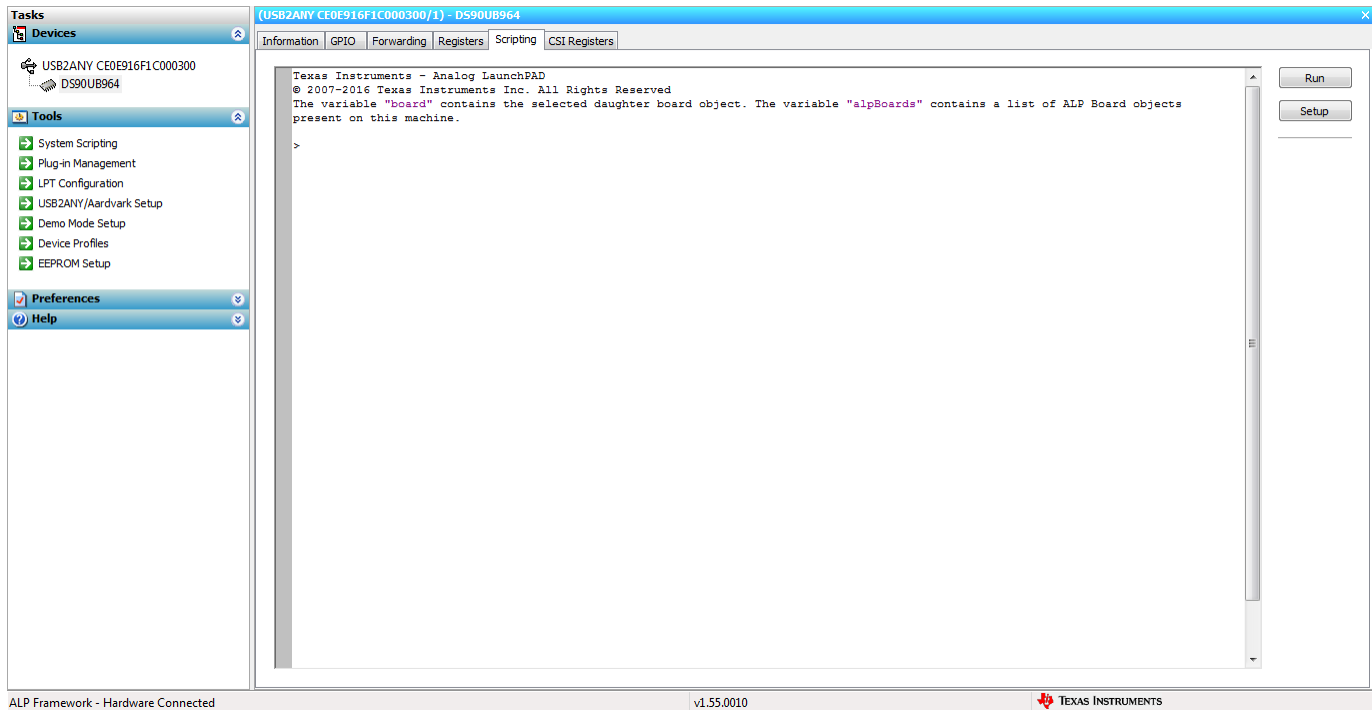 Tasks
Devices
USB2ANY CE0E916F1C000300
DS90UB964
Tools
System Scripting
Plug-in Management
LPT Configuration
USB2ANY/Aardvark Setup
Demo Mode Setup
Device Profiles
EEPROM Setup
Preferences
Help
(USB2ANY CE0E916F1C000300/1) - DS90UB964
Information GPIO Forwarding Registers Scripting CSI Registers
Texas Instruments - Analog LaunchPAD
© 2007-2016 Texas Instruments Inc. All Rights Reserved
The variable "board" contains the selected daughter board object. The variable "alpBoards" contains a list of ALP Board objects
present on this machine.
>
Run
Setup
ALP Framework - Hardware Connected v1.55.0010 TEXAS INSTRUMENTS